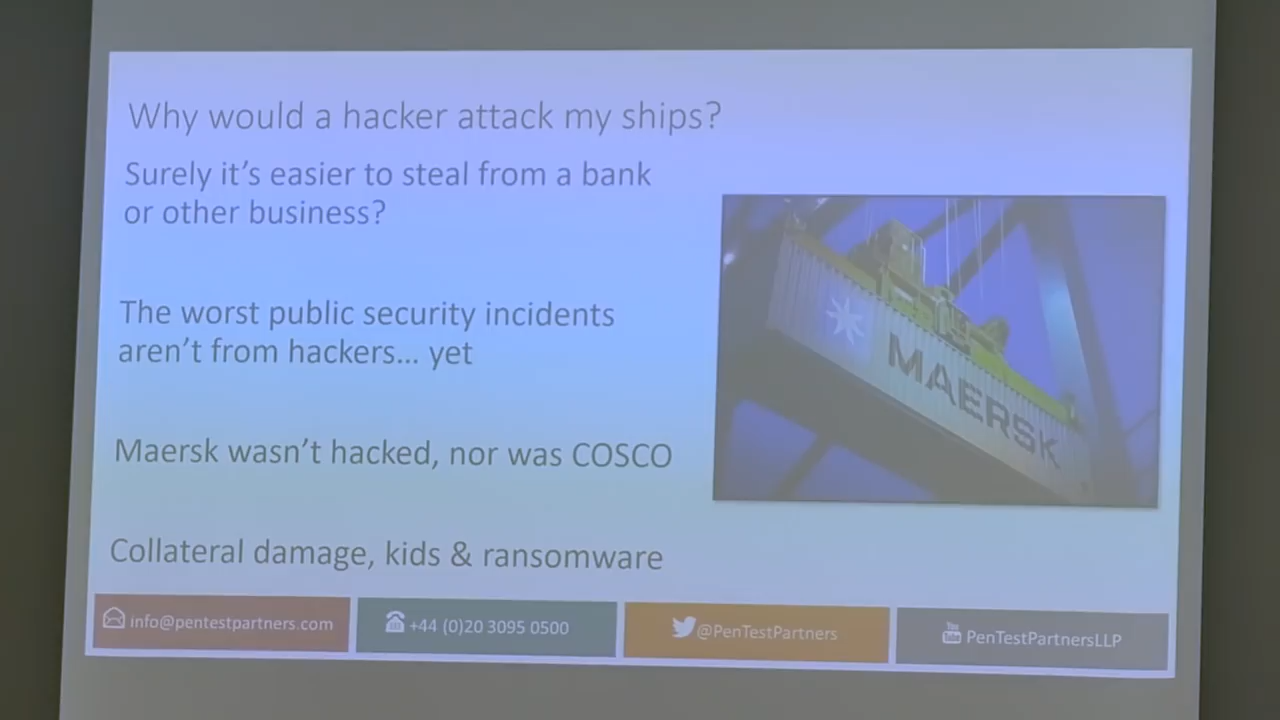 Why would a hacker attack my ships?
Surely it's easier to steal from a bank
or other business?
The worst public security incidents
aren't from hackers... yet
MAERSK
Maersk wasn't hacked, nor was COSCO
Collateral damage, kids & ransomware
info@pentestpartners.com
+44 (0)20 3095 0500
@PenTestPartners
You
Tube
PenTestPartnersLLP